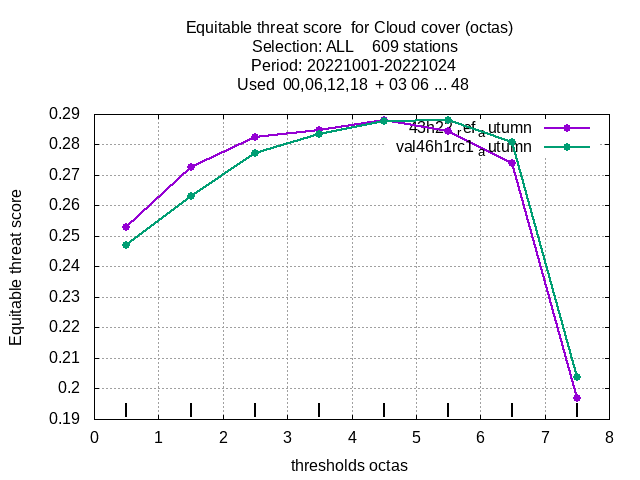 Equitable threat score for Cloud cover (octas)
Selection: ALL 609 stations
Period: 20221001-20221024
Used 00,06,12,18 + 03 06 ... 48
0.29
0.28
0.27
0.26
0.25
0.24
0.23
0.22
0.21
0.2
0.19
Equitable threat score
utumn
val46h1rc1 autumn
0 1 2 3 4 5 6 7 8
thresholds octas